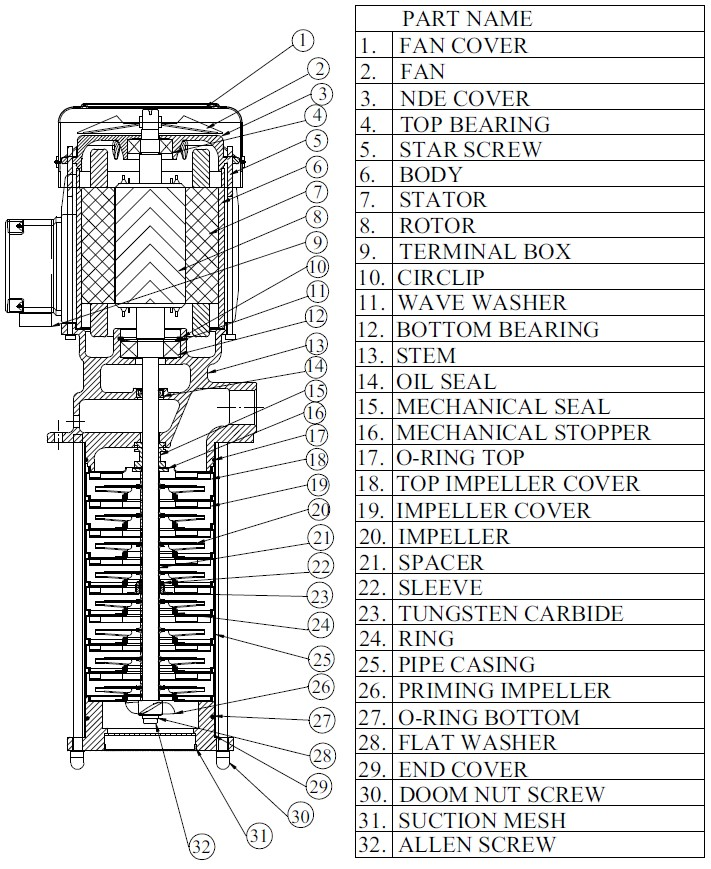 1
2
3
4
5
6
7
8
9
10
11
12
13
14
15
16
17
18
19
20
21
22
23
24
25
26
27
28
29
30
31
32
PART NAME
1. FAN COVER
2. FAN
3. NDE COVER
4. TOP BEARING
5. STAR SCREW
6. BODY
7. STATOR
8. ROTOR
9. TERMINAL BOX
10. CIRCLIP
11. WAVE WASHER
12. BOTTOM BEARING
13. STEM
14. OIL SEAL
15. MECHANICAL SEAL
16. MECHANICAL STOPPER
17. O-RING TOP
18. TOP IMPELLER COVER
19. IMPELLER COVER
20. IMPELLER
21. SPACER
22. SLEEVE
23. TUNGSTEN CARBIDE
24. RING
25. PIPE CASING
26. PRIMING IMPELLER
27. O-RING BOTTOM
28. FLAT WASHER
29. END COVER
30. DOOM NUT SCREW
31. SUCTION MESH
32. ALLEN SCREW